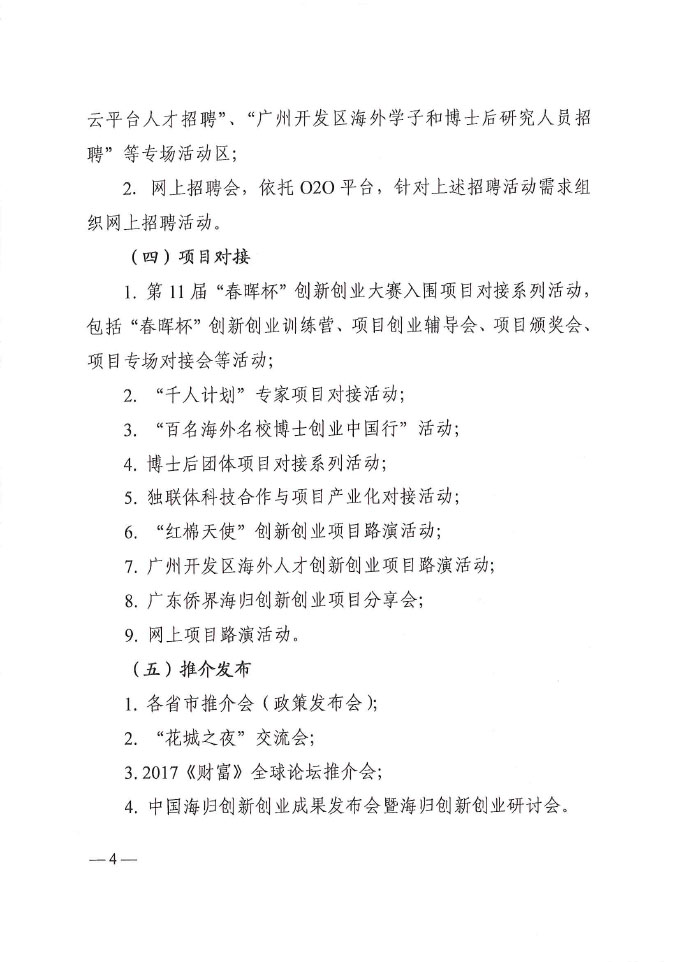 云平台人才招聘”、“广州开发区海外学子和博士后研究人员招
聘”等专场活动区；
2. 网上招聘会，依托 O2O 平台，针对上述招聘活动需求组
织网上招聘活动。
（四）项目对接
1. 第 11 届“春晖杯”创新创业大赛入围项目对接系列活动，
包括“春晖杯”创新创业训练营、项目创业辅导会、项目颁奖会、
项目专场对接会等活动；
2. “千人计划”专家项目对接活动；
3. “百名海外名校博士创业中国行”活动；
4. 博士后团体项目对接系列活动；
5. 独联体科技合作与项目产业化对接活动；
6. “红棉天使”创新创业项目路演活动；
7. 广州开发区海外人才创新创业项目路演活动；
8. 广东侨界海归创新创业项目分享会；
9. 网上项目路演活动。
（五）推介发布
1. 各省市推介会（政策发布会）；
2. “花城之夜”交流会；
3. 2017《财富》全球论坛推介会；
4. 中国海归创新创业成果发布会暨海归创新创业研讨会。
— 4 —